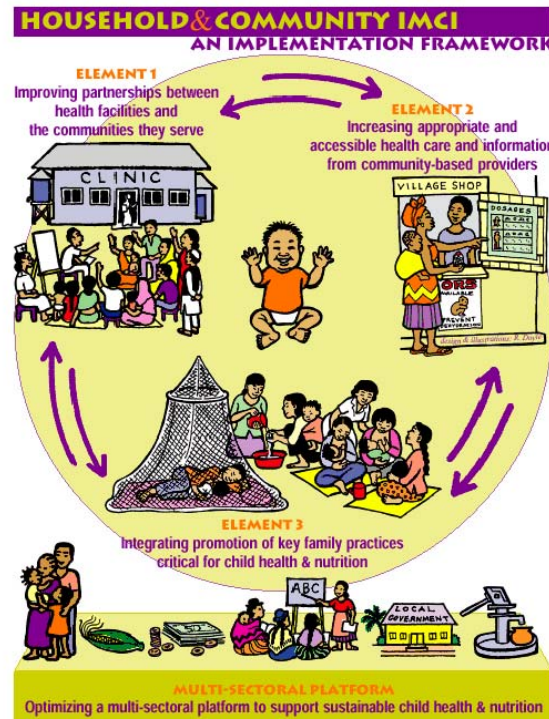 HOUSEHOLD & COMMUNITY IMCI
AN IMPLEMENTATION FRAMEWORK
ELEMENT 1
Improving partnerships between
health facilities and
the communities they serve
ELEMENT 2
Increasing appropriate and
accessible health care and information
from community-based providers
CLINIC
VILLAGE SHOP
DOSAGES
ORS
AVAILABLE
PREVENT
DEHYDRATION
design & illustrations: R. Doyle
ELEMENT 3
Integrating promotion of key family practices
critical for child health & nutrition
ABC
LOCAL
GOVERNMENT
MULTI-SECTORAL PLATFORM
Optimizing a multi-sectoral platform to support sustainable child health & nutrition